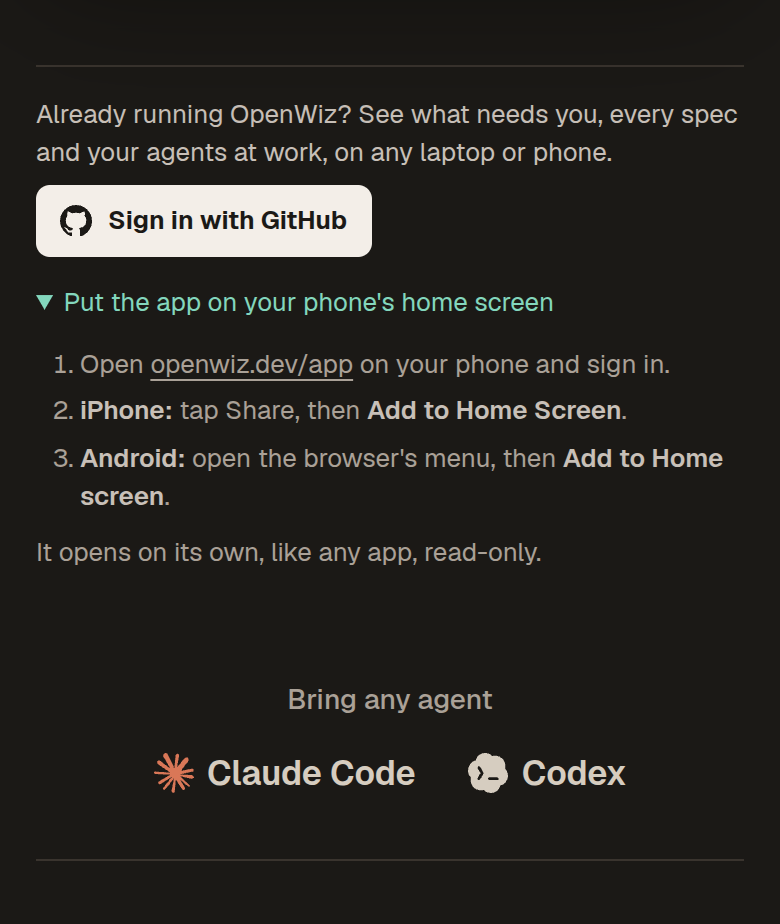 Already running OpenWiz? See what needs you, every spec
and your agents at work, on any laptop or phone.
Sign in with GitHub
Put the app on your phone's home screen
1. Open openwiz.dev/app on your phone and sign in.
2. iPhone: tap Share, then Add to Home Screen.
3. Android: open the browser's menu, then Add to Home
screen.
It opens on its own, like any app, read-only.
Bring any agent
Claude Code Codex